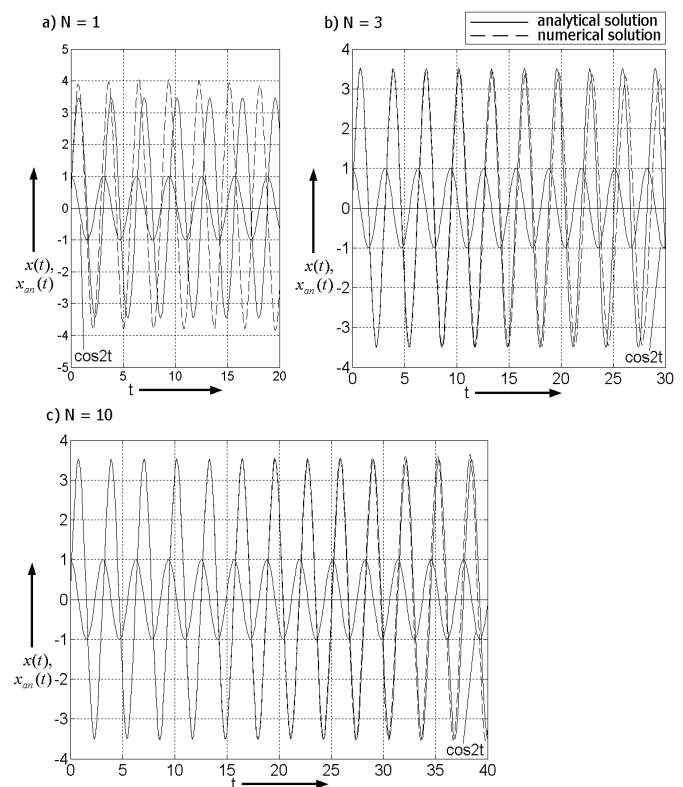 a) N = 1
analytical solution
numerical solution
b) N = 3
5
4
3
2
1
0
-1
-2
-3
-4
-5
x(t),
x_an(t)
cos2t
0 5 10 15 20
t
4
3
2
1
0
-1
-2
-3
-4
x(t),
x_an(t)
cos2t
0 5 10 15 20 25 30
t
c) N = 10
4
3
2
1
0
-1
-2
-3
-4
x(t),
x_an(t)
cos2t
0 5 10 15 20 25 30 35 40
t